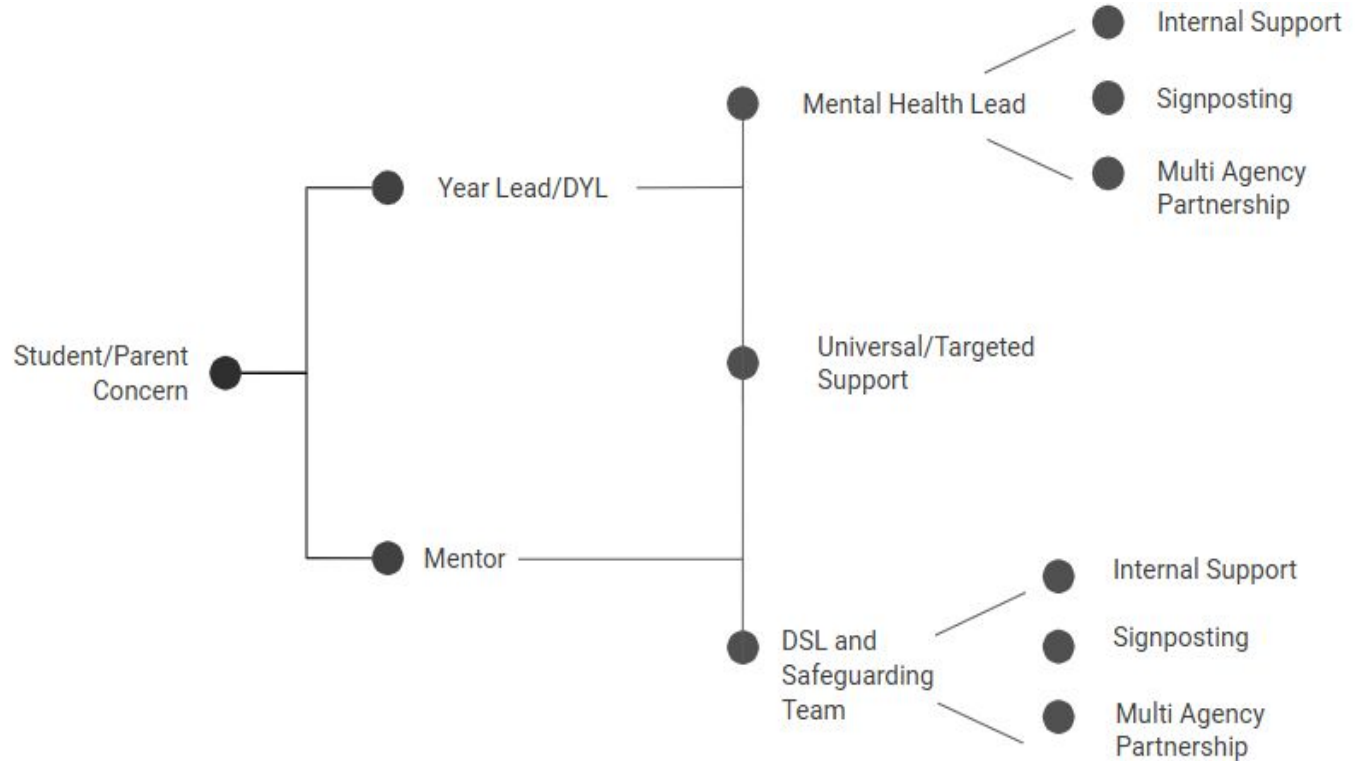 Student/Parent
Concern
Year Lead/DYL
Mentor
Mental Health Lead
Internal Support
Signposting
Multi Agency
Partnership
Universal/Targeted
Support
DSL and
Safeguarding
Team
Internal Support
Signposting
Multi Agency
Partnership